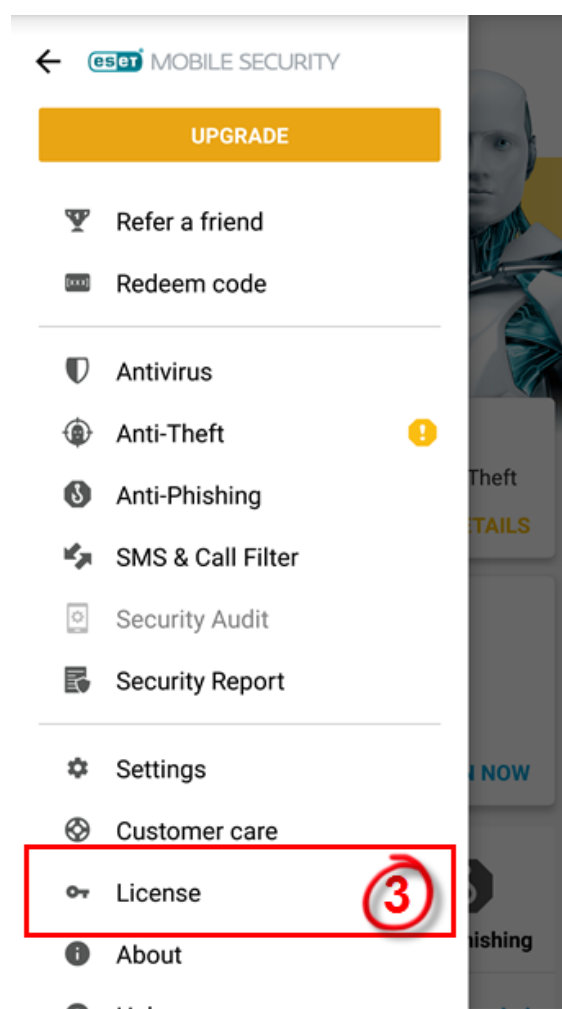 eset MOBILE SECURITY
UPGRADE
Refer a friend
Redeem code
Antivirus
Anti-Theft
Theft
Anti-Phishing
TAILS
SMS & Call Filter
Security Audit
Security Report
Settings
NOW
Customer care
License
3
About
ishing